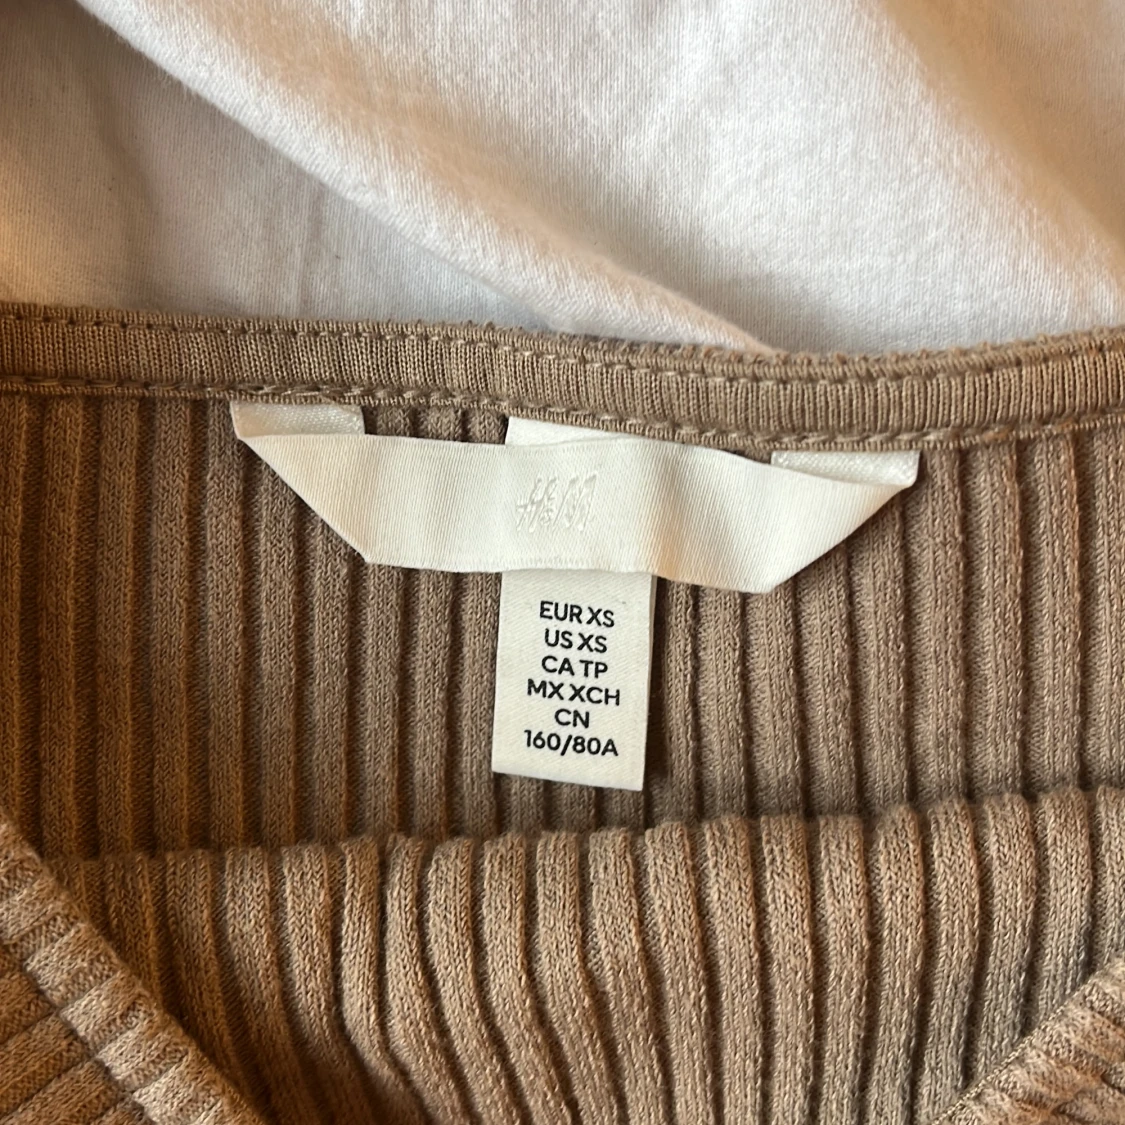 H&M
EUR XS
US XS
CA TP
MX XCH
CN
160/80A